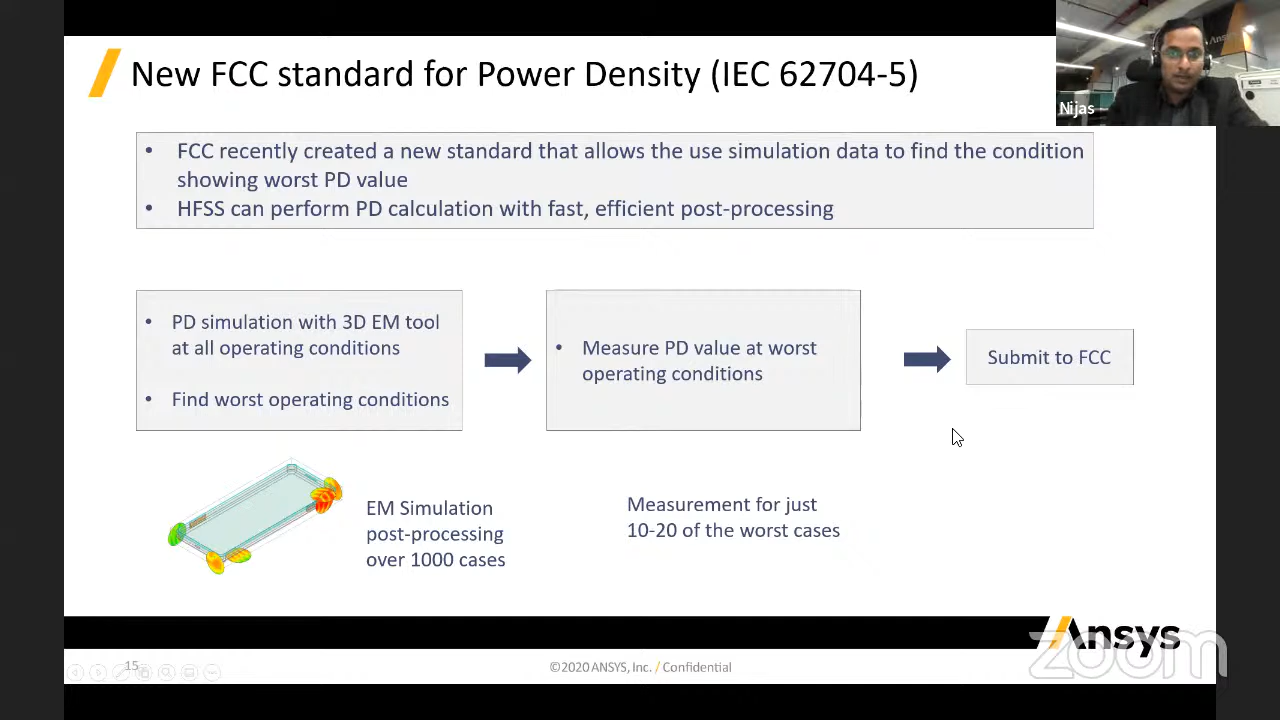 New FCC standard for Power Density (IEC 62704-5)
Nijas
• FCC recently created a new standard that allows the use simulation data to find the condition
showing worst PD value
• HFSS can perform PD calculation with fast, efficient post-processing
• PD simulation with 3D EM tool
at all operating conditions
• Find worst operating conditions
• Measure PD value at worst
operating conditions
Submit to FCC
EM Simulation
post-processing
over 1000 cases
Measurement for just
10-20 of the worst cases
Ansys
zoom
15
©2020 ANSYS, Inc. / Confidential